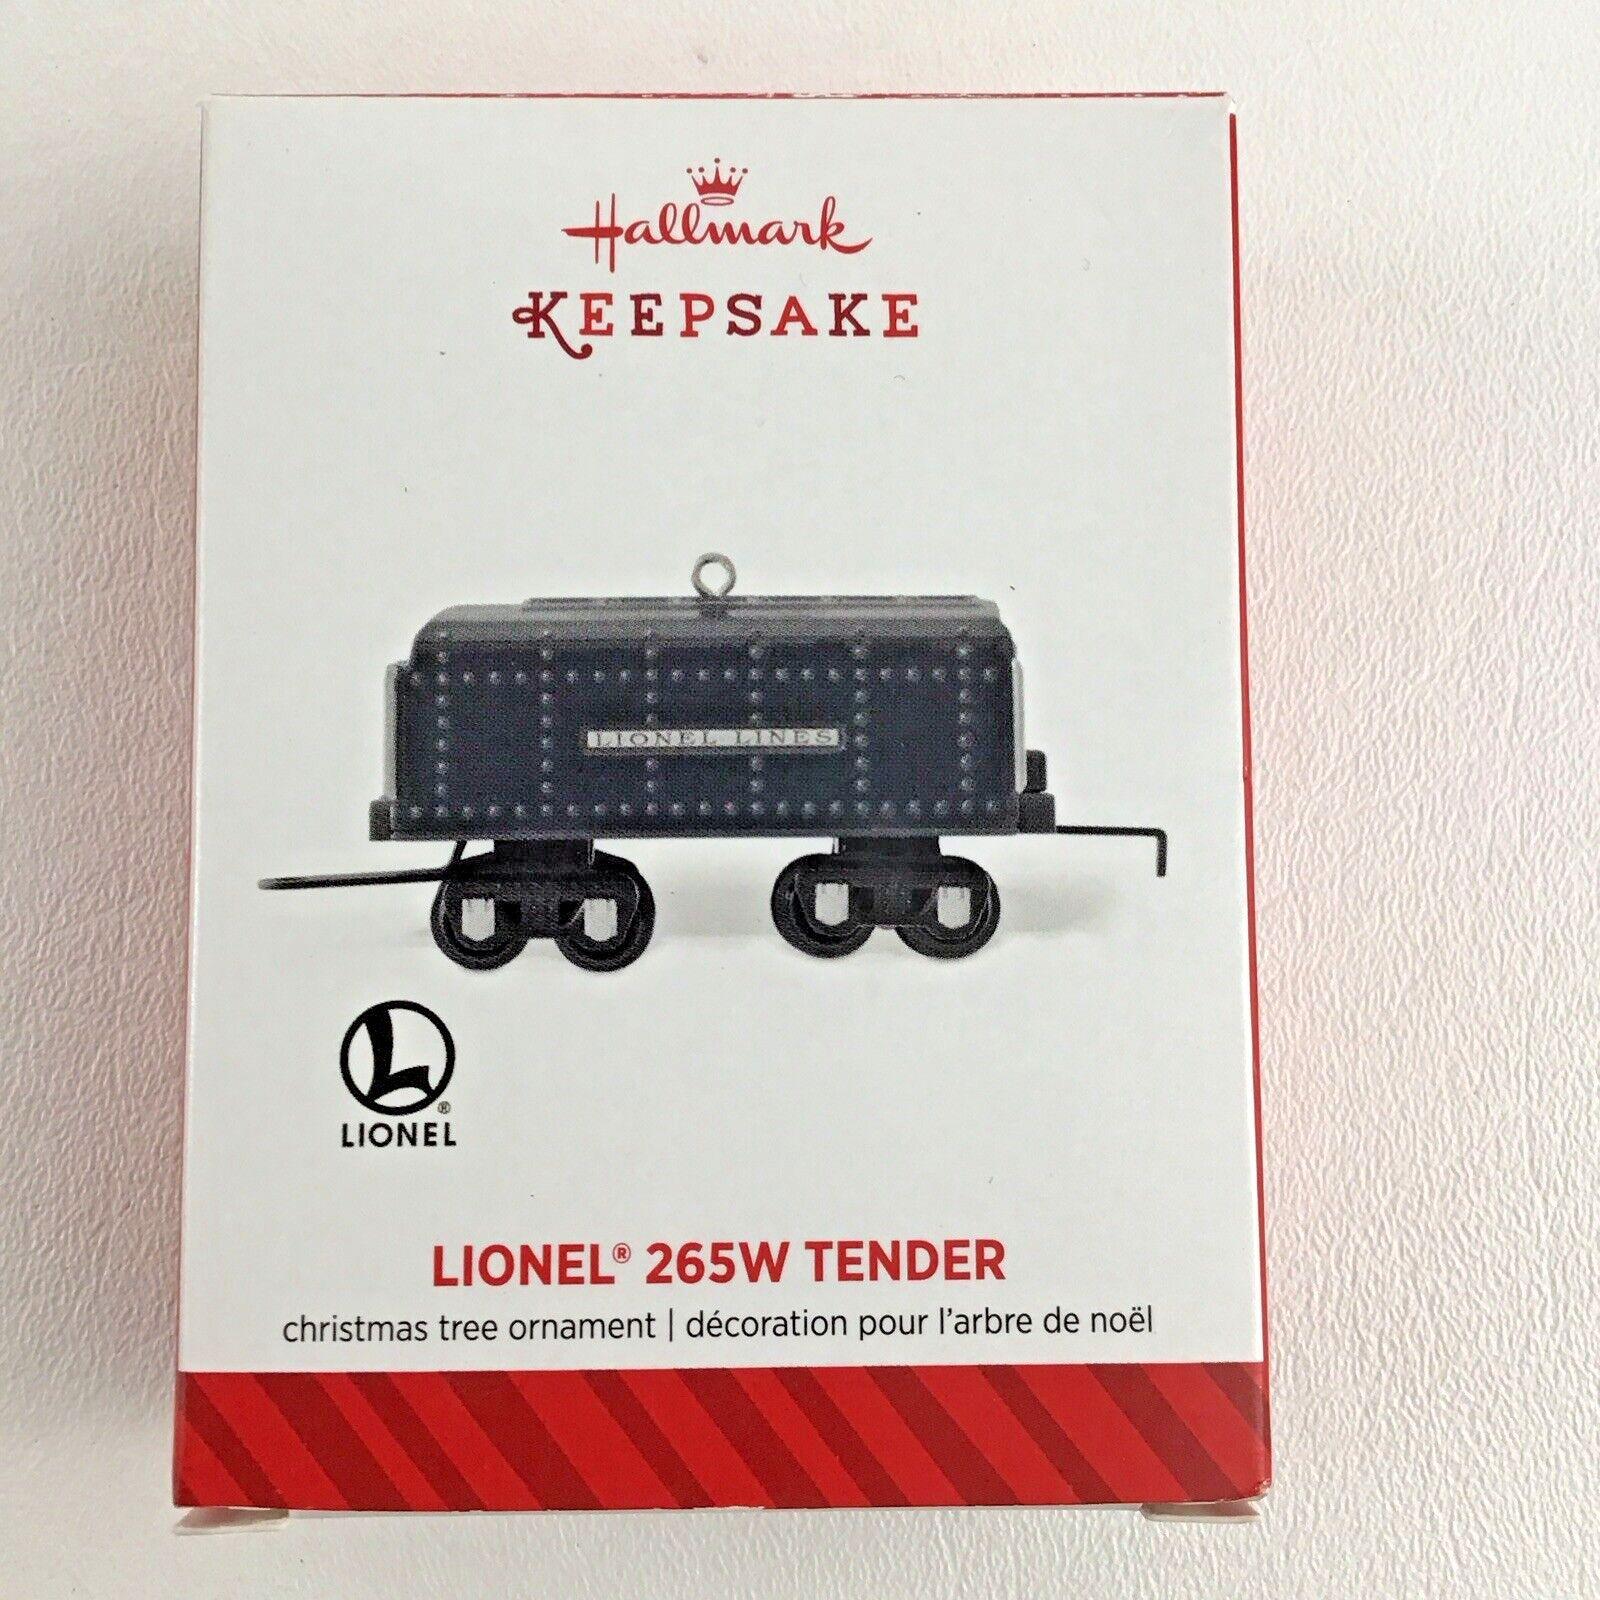 Hallmark
KEEPSAKE
LIONEL LINES
L
®
LIONEL
LIONEL® 265W TENDER
christmas tree ornament | décoration pour l'arbre de noël